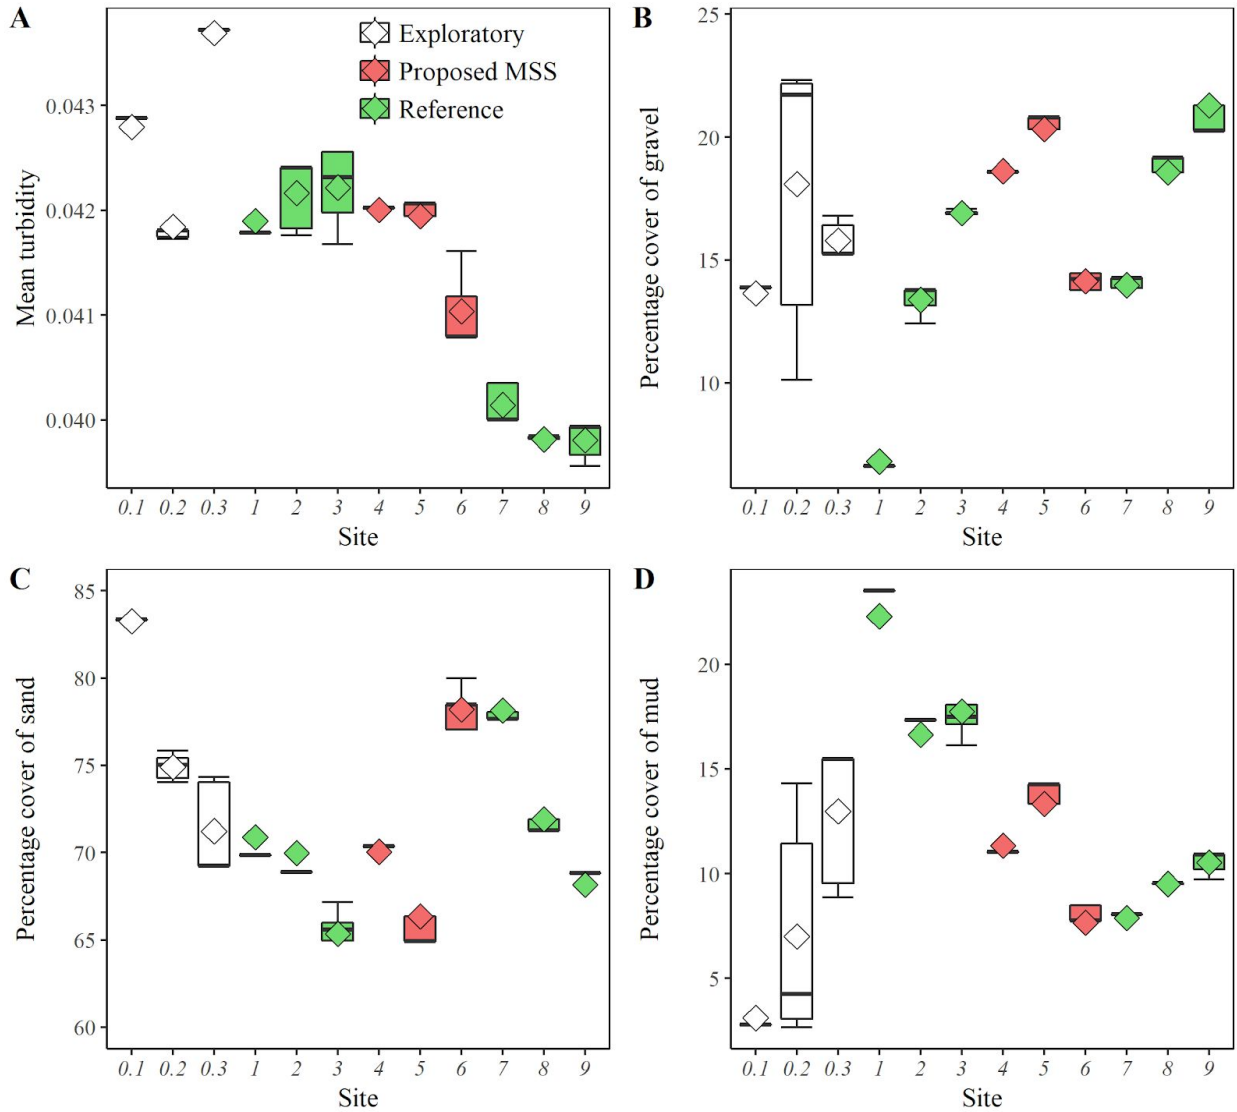 A
Exploratory
Proposed MSS
Reference
Mean turbidity
0.043
0.042
0.041
0.040
0.1 0.2 0.3 1 2 3 4 5 6 7 8 9
Site
B
Percentage cover of gravel
25
20
15
10
0.1 0.2 0.3 1 2 3 4 5 6 7 8 9
Site
C
Percentage cover of sand
85
80
75
70
65
60
0.1 0.2 0.3 1 2 3 4 5 6 7 8 9
Site
D
Percentage cover of mud
20
15
10
5
0.1 0.2 0.3 1 2 3 4 5 6 7 8 9
Site